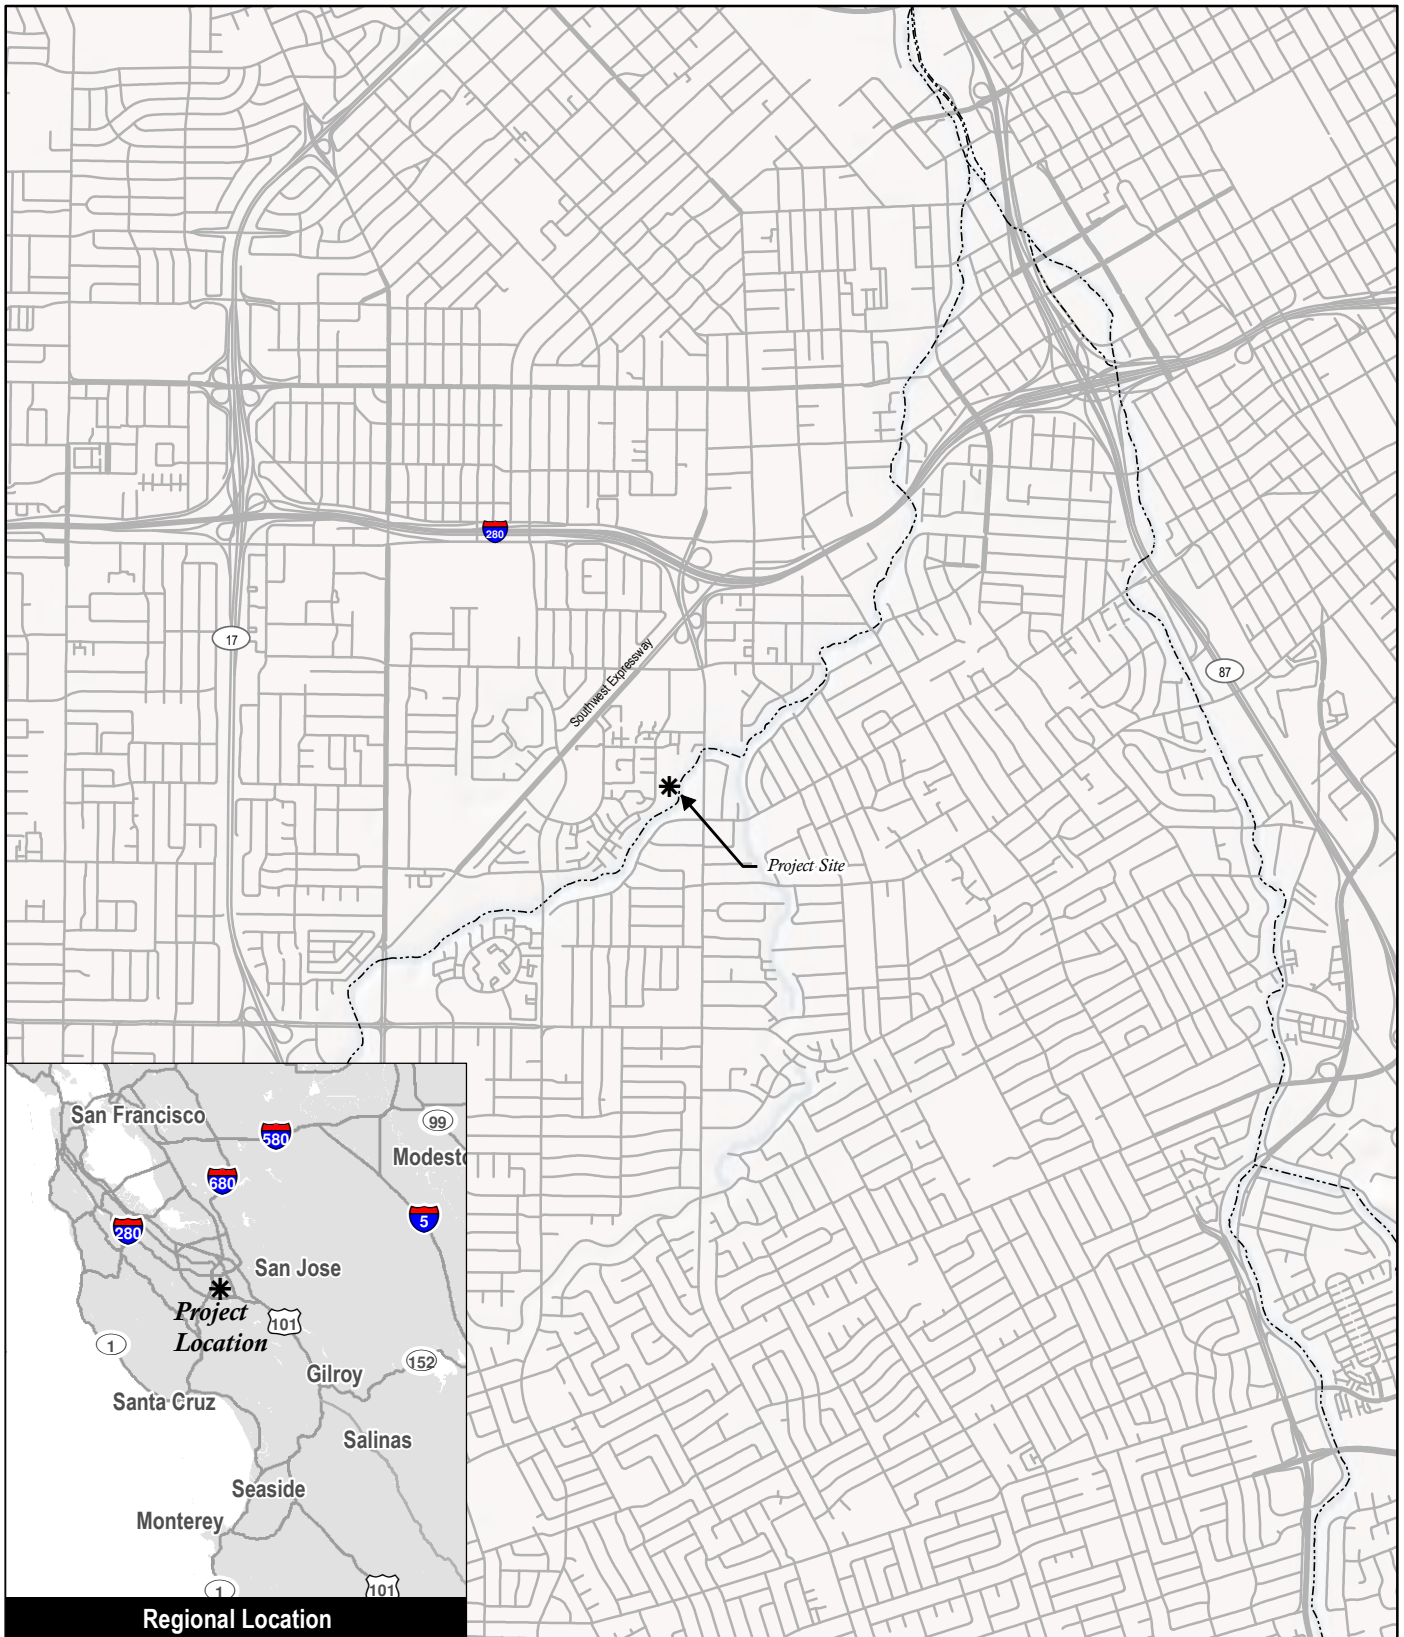 280
17
Southwest Expressway
87
Project Site
San Francisco
99
580
Modesto
680
5
280
San Jose
Project
Location
101
1
152
Gilroy
Santa Cruz
Salinas
Seaside
Monterey
1
101
Regional Location